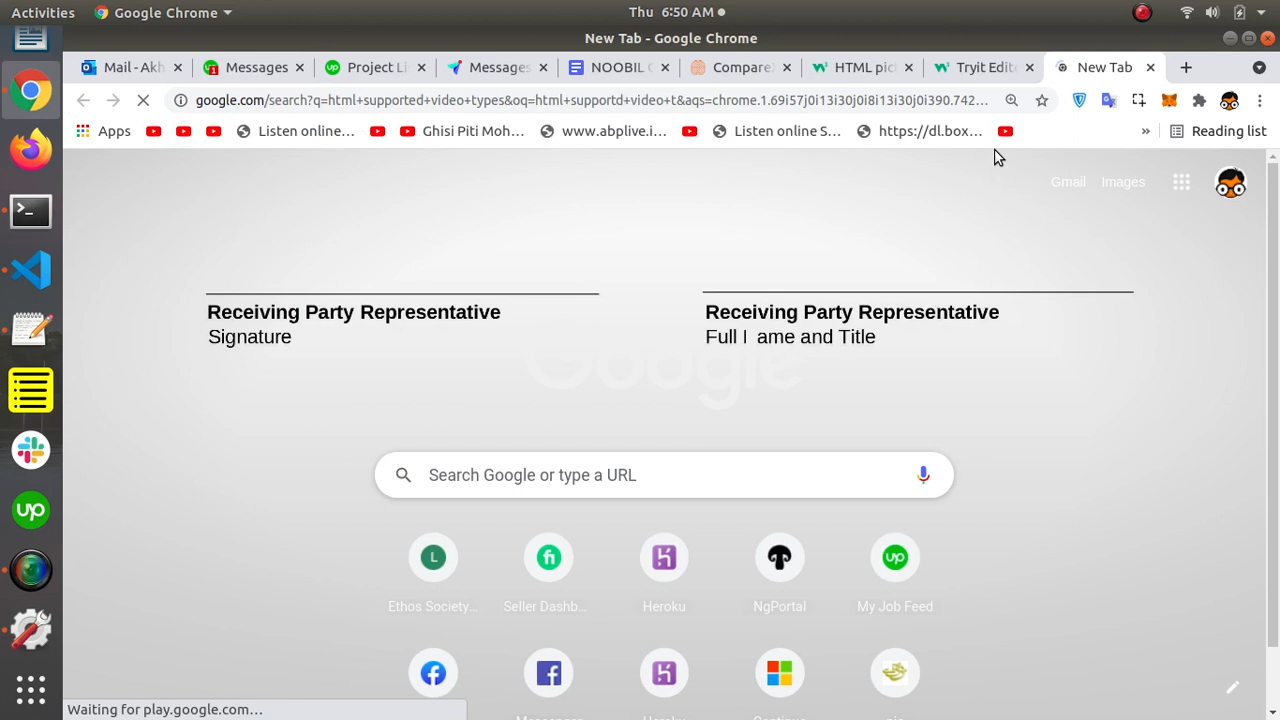 Activities Google Chrome Thu 6:50 AM
New Tab - Google Chrome
Mail - Akh Messages Project Li Messages NOOBIL C CompareX HTML pic Tryit Edit New Tab
google.com/search?q=html+supported+video+types&oq=html+supportd+video+t&aqs=chrome.1.69i57j0i13i30j0i8i13i30j0i390.742...
Apps Listen online... Ghisi Piti Moh... www.abplive.i... Listen online S... https://dl.box... » Reading list
Gmail Images
Receiving Party Representative
Signature
Receiving Party Representative
Full ame and Title
Google
Search Google or type a URL
L
Ethos Society... Seller Dashb... Heroku NgPortal My Job Feed
Waiting for play.google.com...